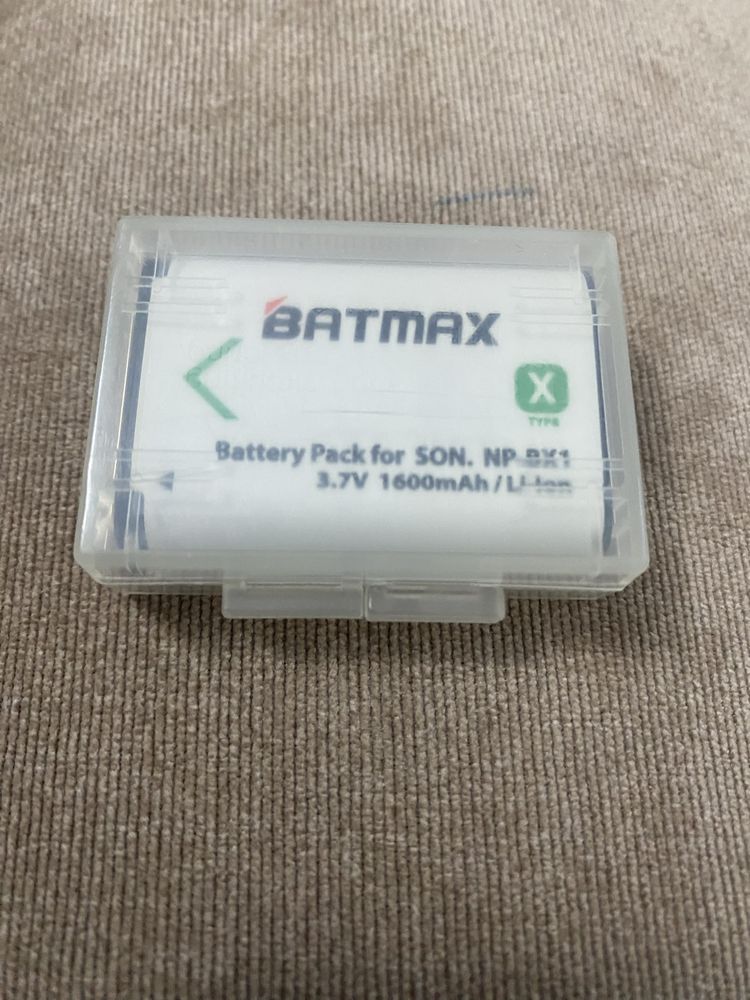 BATMAX
X
TYPE
Battery Pack for SON. NP-BX1
3.7V 1600mAh/Li-Ion